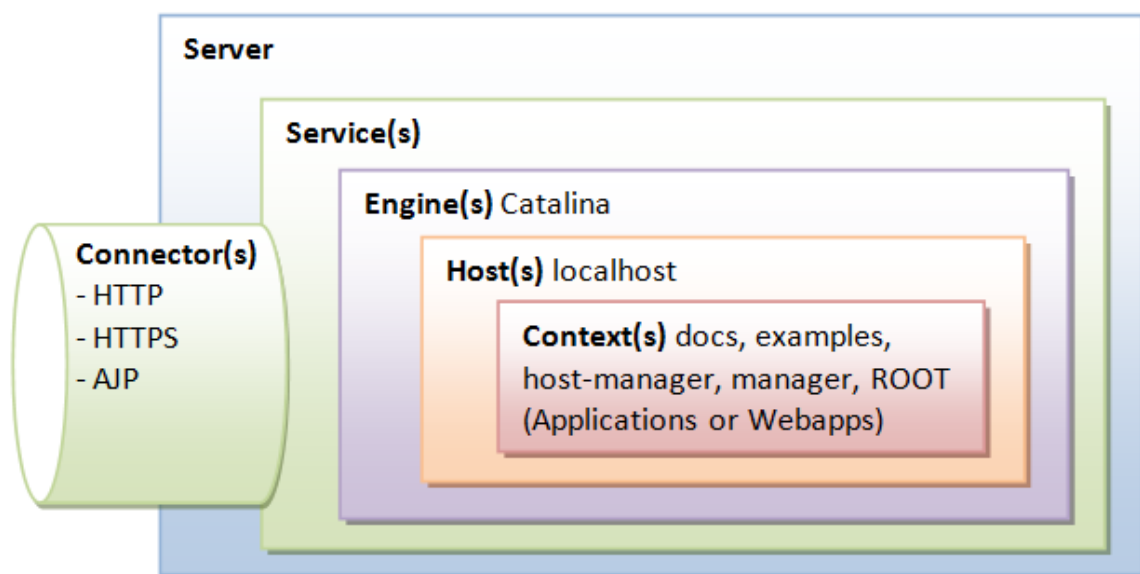 Server
Service(s)
Engine(s) Catalina
Connector(s)
- HTTP
- HTTPS
- AJP
Host(s) localhost
Context(s) docs, examples,
host-manager, manager, ROOT
(Applications or Webapps)